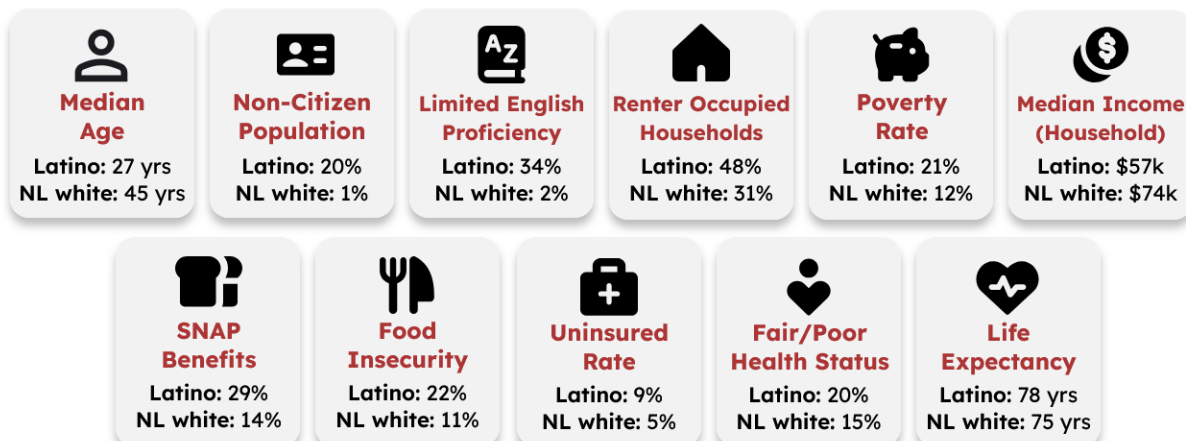 A Z
Median
Age
Latino: 27 yrs
NL white: 45 yrs
Non-Citizen
Population
Latino: 20%
NL white: 1%
Limited English
Proficiency
Latino: 34%
NL white: 2%
Renter Occupied
Households
Latino: 48%
NL white: 31%
Poverty
Rate
Latino: 21%
NL white: 12%
$
Median Income
(Household)
Latino: $57k
NL white: $74k
SNAP
Benefits
Latino: 29%
NL white: 14%
Food
Insecurity
Latino: 22%
NL white: 11%
Uninsured
Rate
Latino: 9%
NL white: 5%
Fair/Poor
Health Status
Latino: 20%
NL white: 15%
Life
Expectancy
Latino: 78 yrs
NL white: 75 yrs